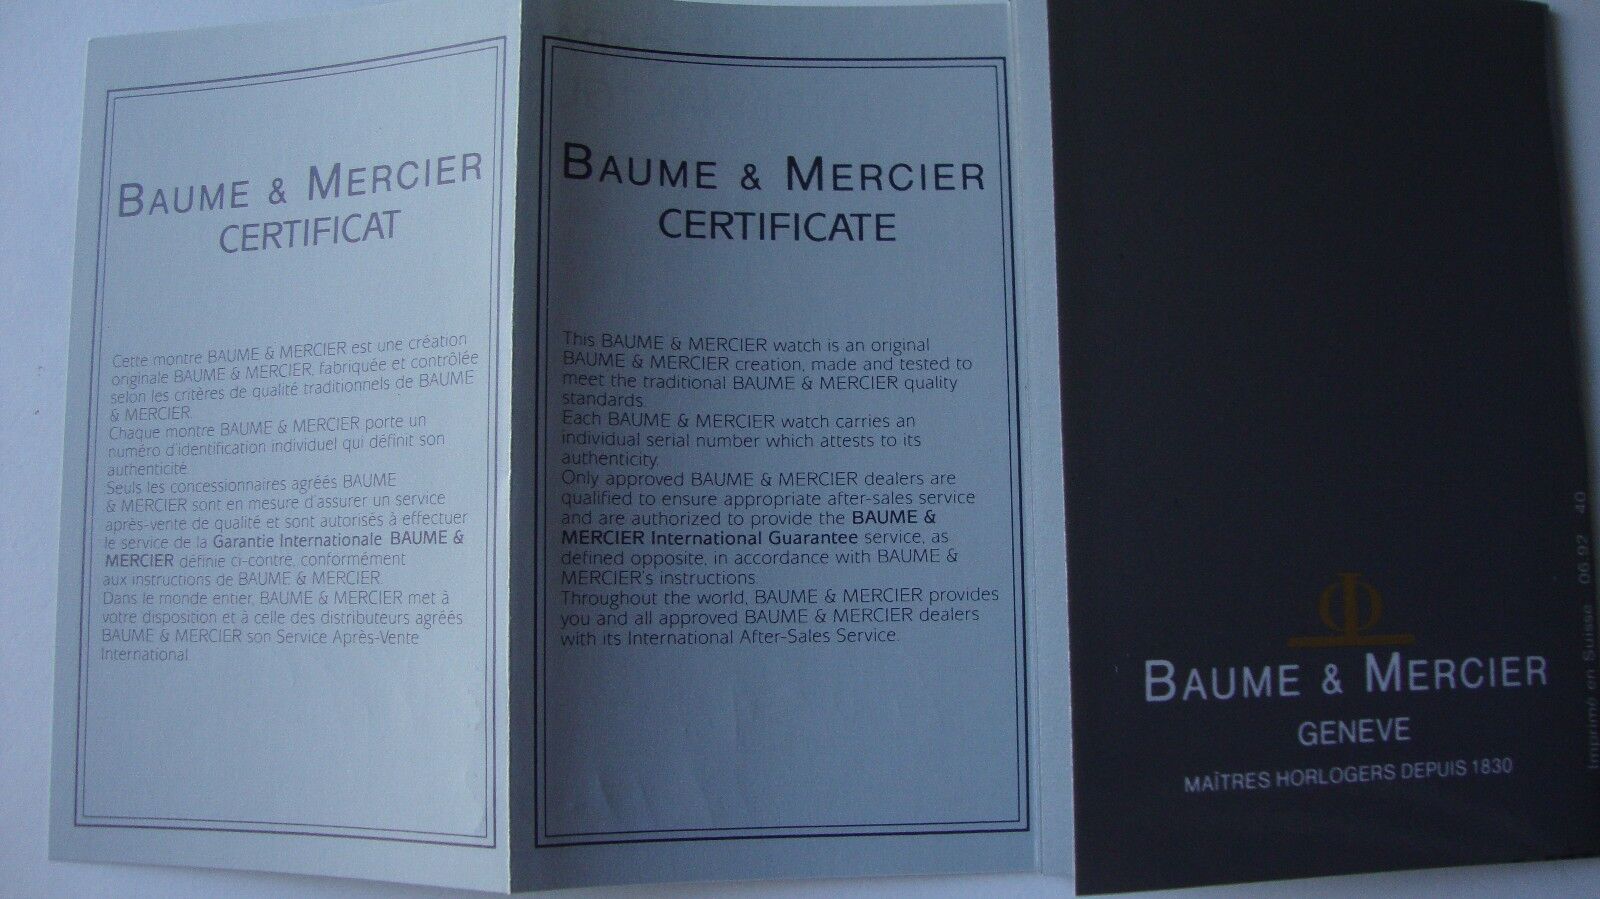 BAUME & MERCIER
CERTIFICAT
Cette montre BAUME & MERCIER est une création
originale BAUME & MERCIER, fabriquée et contrôlée
selon les critères de qualité traditionnels de BAUME
& MERCIER.
Chaque montre BAUME & MERCIER porte un
numéro d'identification individuel qui définit son
authenticité.
Seuls les concessionnaires agréés BAUME
& MERCIER sont en mesure d'assurer un service
après-vente de qualité et sont autorisés à effectuer
le service de la Garantie Internationale BAUME &
MERCIER définie ci-contre, conformément
aux instructions de BAUME & MERCIER.
Dans le monde entier, BAUME & MERCIER met à
votre disposition et à celle des distributeurs agréés
BAUME & MERCIER son Service Après-Vente
International.
BAUME & MERCIER
CERTIFICATE
This BAUME & MERCIER watch is an original
BAUME & MERCIER creation, made and tested to
meet the traditional BAUME & MERCIER quality
standards.
Each BAUME & MERCIER watch carries an
individual serial number which attests to its
authenticity.
Only approved BAUME & MERCIER dealers are
qualified to ensure appropriate after-sales service
and are authorized to provide the BAUME &
MERCIER International Guarantee service, as
defined opposite, in accordance with BAUME &
MERCIER's instructions.
Throughout the world, BAUME & MERCIER provides
you and all approved BAUME & MERCIER dealers
with its International After-Sales Service.
BAUME & MERCIER
GENEVE
MAÎTRES HORLOGERS DEPUIS 1830
Imprimé en Suisse 06.92 40